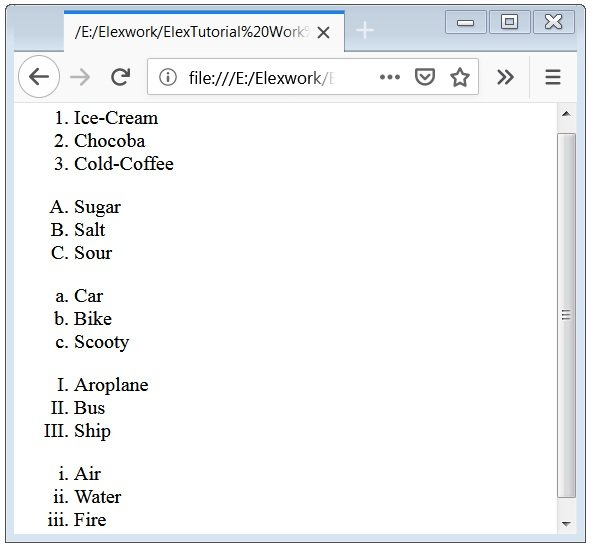 /E:/Elexwork/ElexTutorial%20Work
file:///E:/Elexwork/
1. Ice-Cream
2. Chocoba
3. Cold-Coffee
A. Sugar
B. Salt
C. Sour
a. Car
b. Bike
c. Scooty
I. Aroplane
II. Bus
III. Ship
i. Air
ii. Water
iii. Fire